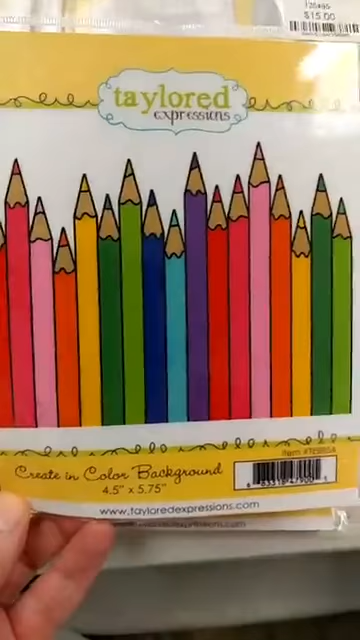 $15.00
taylored
expressions
Create in Color Background
4.5" x 5.75"
www.tayloredexpressions.com